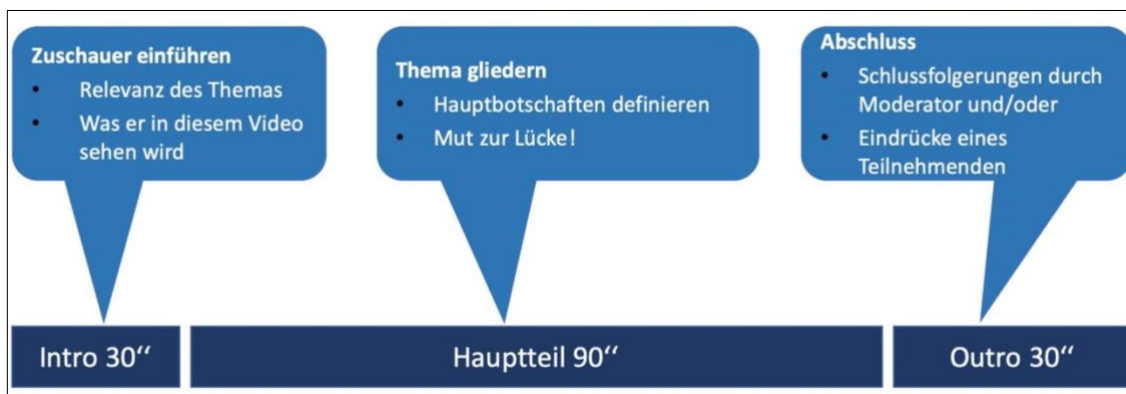 Zuschauer einführen
• Relevanz des Themas
• Was er in diesem Video
sehen wird
Thema gliedern
• Hauptbotschaften definieren
• Mut zur Lücke!
Abschluss
• Schlussfolgerungen durch
Moderator und/oder
• Eindrücke eines
Teilnehmenden
Intro 30“
Hauptteil 90“
Outro 30“